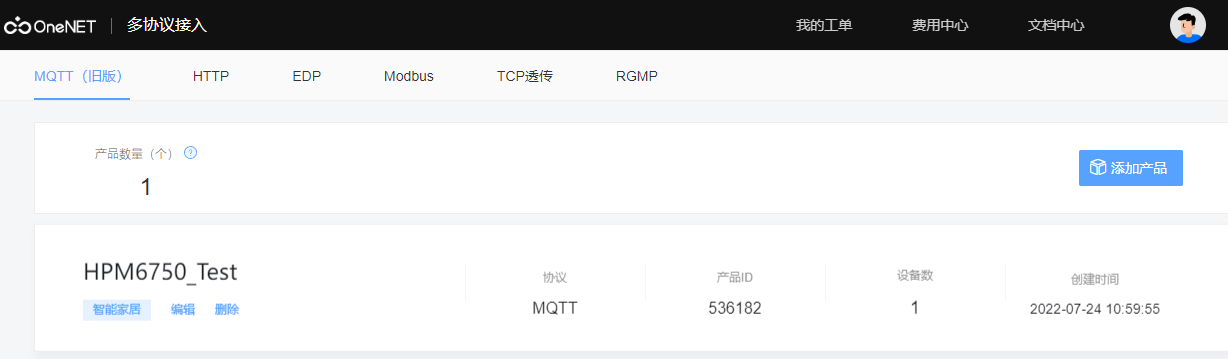 OneNET 多协议接入 我的工单 费用中心 文档中心
MQTT（旧版） HTTP EDP Modbus TCP透传 RGMP
产品数量（个） ?
1
添加产品
HPM6750_Test
智能家居 编辑 删除
协议
MQTT
产品ID
536182
设备数
1
创建时间
2022-07-24 10:59:55